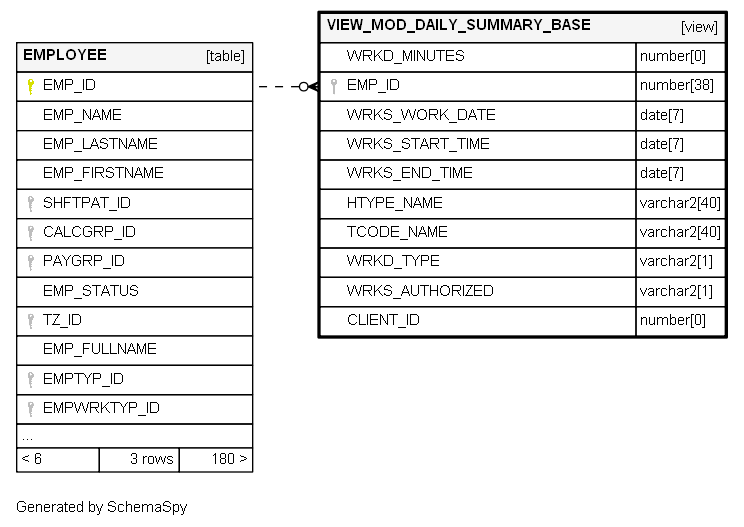 EMPLOYEE [table]
EMP_ID
EMP_NAME
EMP_LASTNAME
EMP_FIRSTNAME
SHFTPAT_ID
CALCGRP_ID
PAYGRP_ID
EMP_STATUS
TZ_ID
EMP_FULLNAME
EMPTYP_ID
EMPWRKTYP_ID
...
< 6 3 rows 180 >
VIEW_MOD_DAILY_SUMMARY_BASE [view]
WRKD_MINUTES number[0]
EMP_ID number[38]
WRKS_WORK_DATE date[7]
WRKS_START_TIME date[7]
WRKS_END_TIME date[7]
HTYPE_NAME varchar2[40]
TCODE_NAME varchar2[40]
WRKD_TYPE varchar2[1]
WRKS_AUTHORIZED varchar2[1]
CLIENT_ID number[0]
Generated by SchemaSpy